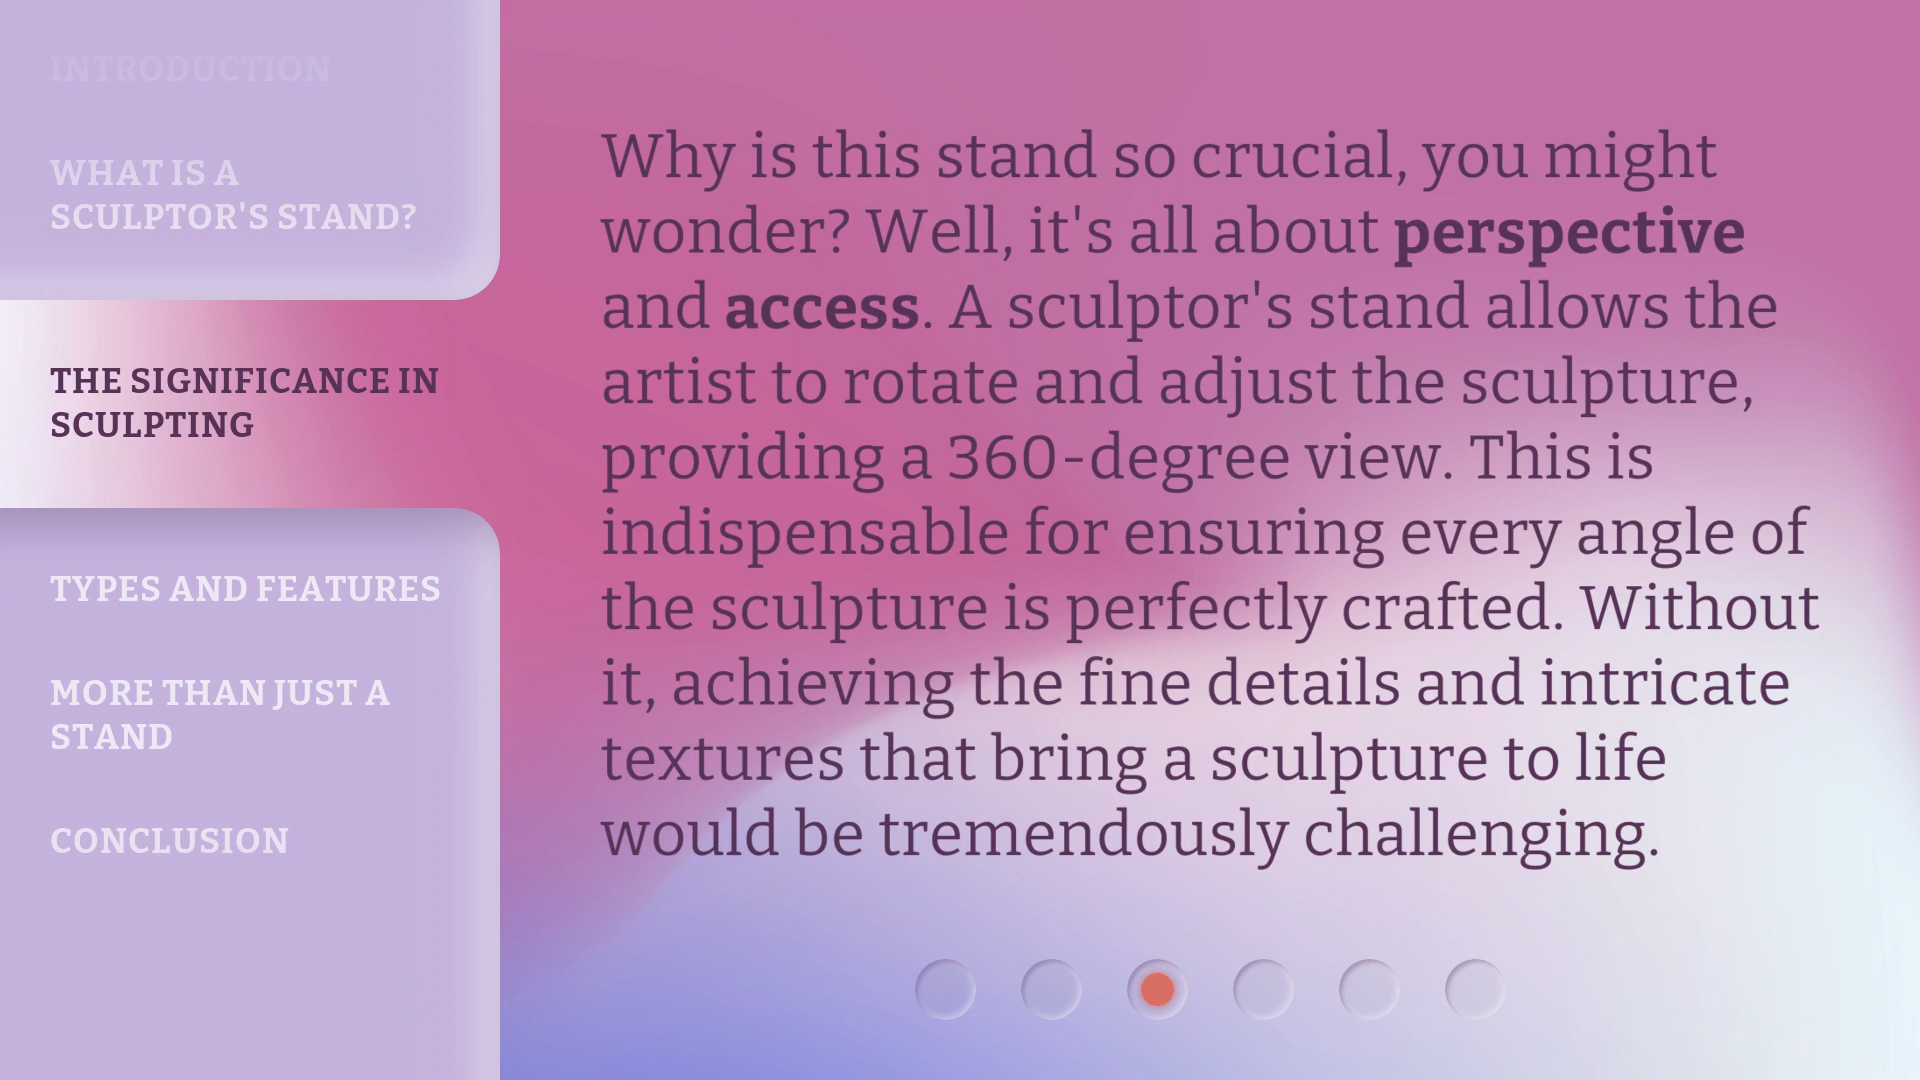 INTRODUCTION
WHAT IS A
SCULPTOR'S STAND?
THE SIGNIFICANCE IN
SCULPTING
TYPES AND FEATURES
MORE THAN JUST A
STAND
CONCLUSION
Why is this stand so crucial, you might
wonder? Well, it's all about perspective
and access. A sculptor's stand allows the
artist to rotate and adjust the sculpture,
providing a 360-degree view. This is
indispensable for ensuring every angle of
the sculpture is perfectly crafted. Without
it, achieving the fine details and intricate
textures that bring a sculpture to life
would be tremendously challenging.